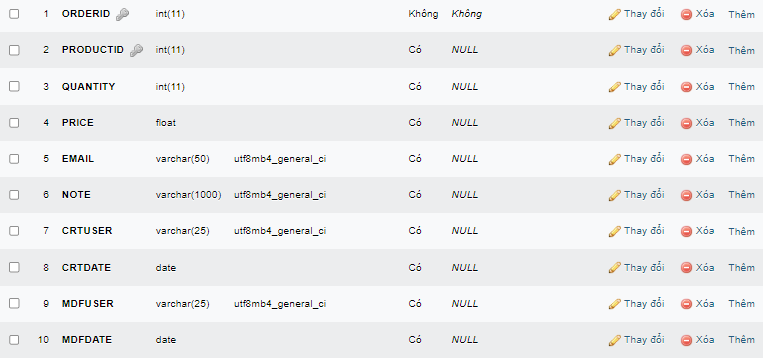 1 ORDERID int(11) Không Không Thay đổi Xóa Thêm
2 PRODUCTID int(11) Có NULL Thay đổi Xóa Thêm
3 QUANTITY int(11) Có NULL Thay đổi Xóa Thêm
4 PRICE float Có NULL Thay đổi Xóa Thêm
5 EMAIL varchar(50) utf8mb4_general_ci Có NULL Thay đổi Xóa Thêm
6 NOTE varchar(1000) utf8mb4_general_ci Có NULL Thay đổi Xóa Thêm
7 CRTUSER varchar(25) utf8mb4_general_ci Có NULL Thay đổi Xóa Thêm
8 CRTDATE date Có NULL Thay đổi Xóa Thêm
9 MDFUSER varchar(25) utf8mb4_general_ci Có NULL Thay đổi Xóa Thêm
10 MDFDATE date Có NULL Thay đổi Xóa Thêm